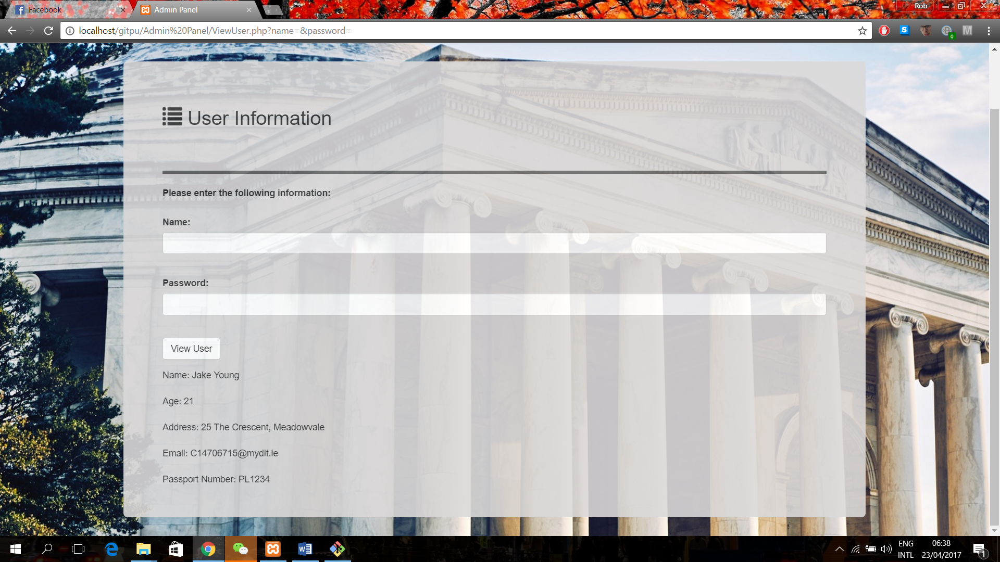 Facebook
Admin Panel
Rob
localhost/gitpu/Admin%20Panel/ViewUser.php?name=&password=
S
0
M
User Information
Please enter the following information:
Name:
Password:
View User
Name: Jake Young
Age: 21
Address: 25 The Crescent, Meadowvale
Email: C14706715@mydit.ie
Passport Number: PL1234
ENG
INTL
06:38
23/04/2017
1